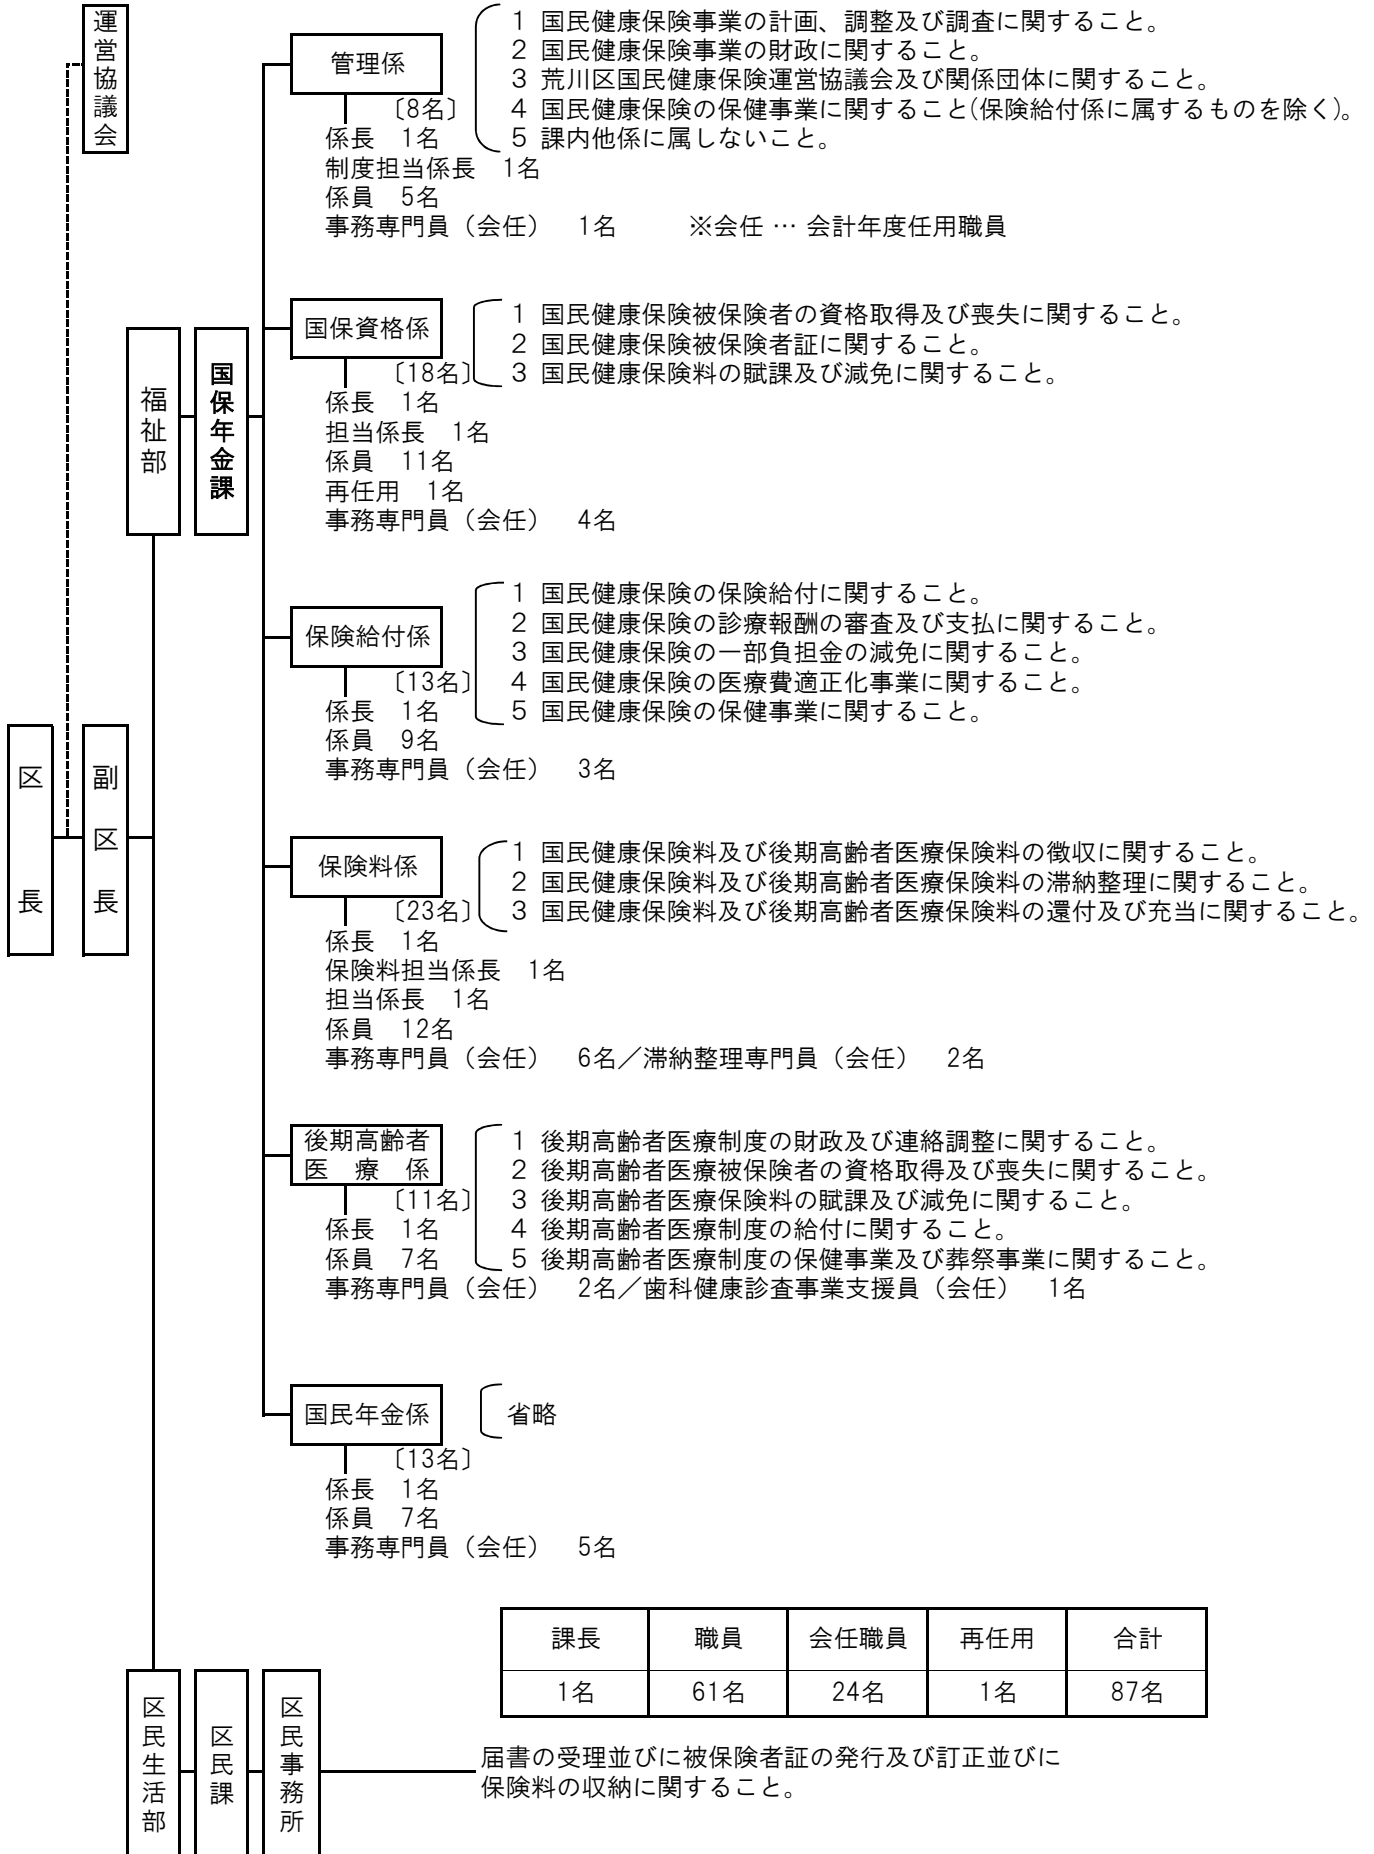 運営協議会
管理係
1 国民健康保険事業の計画、調整及び調査に関すること。
2 国民健康保険事業の財政に関すること。
3 荒川区国民健康保険運営協議会及び関係団体に関すること。
4 国民健康保険の保健事業に関すること(保険給付係に属するものを除く)。
5 課内他係に属しないこと。
〔8名〕
係長 1名
制度担当係長 1名
係員 5名
事務専門員（会任） 1名 ※会任 … 会計年度任用職員
国保資格係
1 国民健康保険被保険者の資格取得及び喪失に関すること。
2 国民健康保険被保険者証に関すること。
3 国民健康保険料の賦課及び減免に関すること。
〔18名〕
係長 1名
担当係長 1名
係員 11名
再任用 1名
事務専門員（会任） 4名
福祉部
国保年金課
保険給付係
1 国民健康保険の保険給付に関すること。
2 国民健康保険の診療報酬の審査及び支払に関すること。
3 国民健康保険の一部負担金の減免に関すること。
4 国民健康保険の医療費適正化事業に関すること。
5 国民健康保険の保健事業に関すること。
〔13名〕
係長 1名
係員 9名
事務専門員（会任） 3名
区長
副区長
保険料係
1 国民健康保険料及び後期高齢者医療保険料の徴収に関すること。
2 国民健康保険料及び後期高齢者医療保険料の滞納整理に関すること。
3 国民健康保険料及び後期高齢者医療保険料の還付及び充当に関すること。
〔23名〕
係長 1名
保険料担当係長 1名
担当係長 1名
係員 12名
事務専門員（会任） 6名／滞納整理専門員（会任） 2名
後期高齢者
医療係
1 後期高齢者医療制度の財政及び連絡調整に関すること。
2 後期高齢者医療被保険者の資格取得及び喪失に関すること。
3 後期高齢者医療保険料の賦課及び減免に関すること。
4 後期高齢者医療制度の給付に関すること。
5 後期高齢者医療制度の保健事業及び葬祭事業に関すること。
〔11名〕
係長 1名
係員 7名
事務専門員（会任） 2名／歯科健康診査事業支援員（会任） 1名
国民年金係
省略
〔13名〕
係長 1名
係員 7名
事務専門員（会任） 5名
課長 職員 会任職員 再任用 合計
1名 61名 24名 1名 87名
区民生活部
区民課
区民事務所
届書の受理並びに被保険者証の発行及び訂正並びに
保険料の収納に関すること。